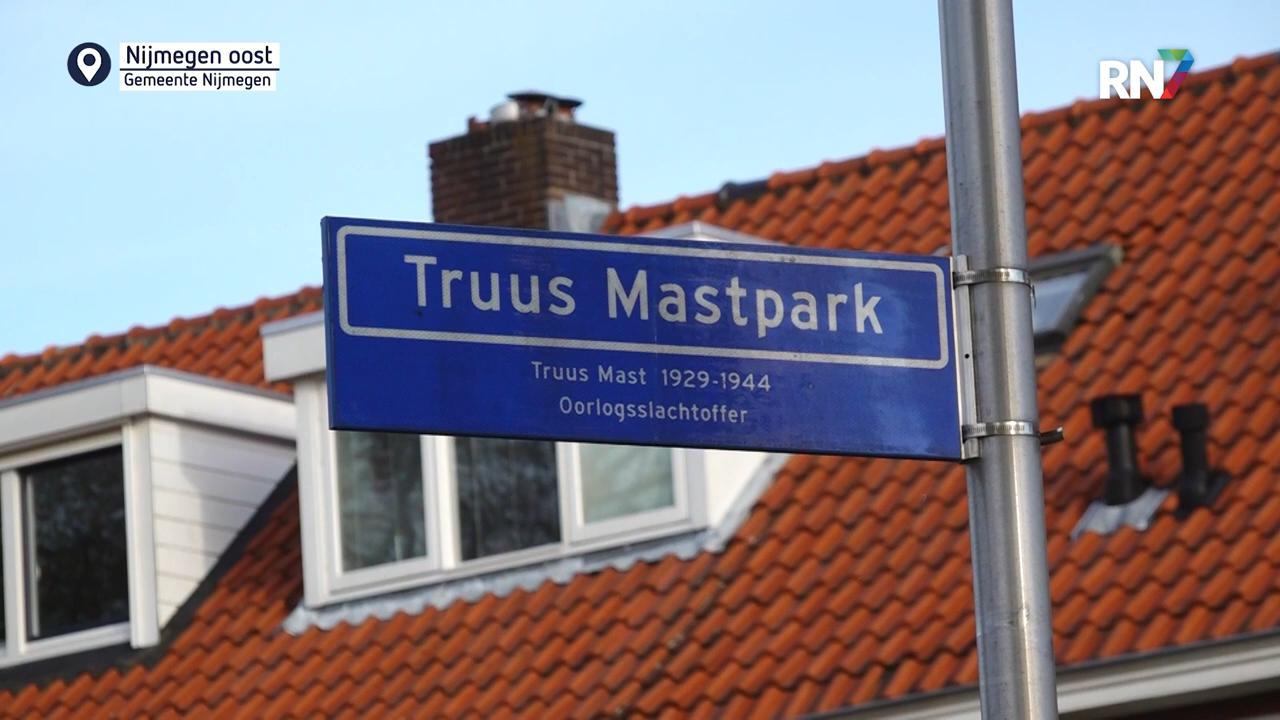 Nijmegen oost
Gemeente Nijmegen
RN7
Truus Mastpark
Truus Mast 1929-1944
Oorlogsslachtoffer